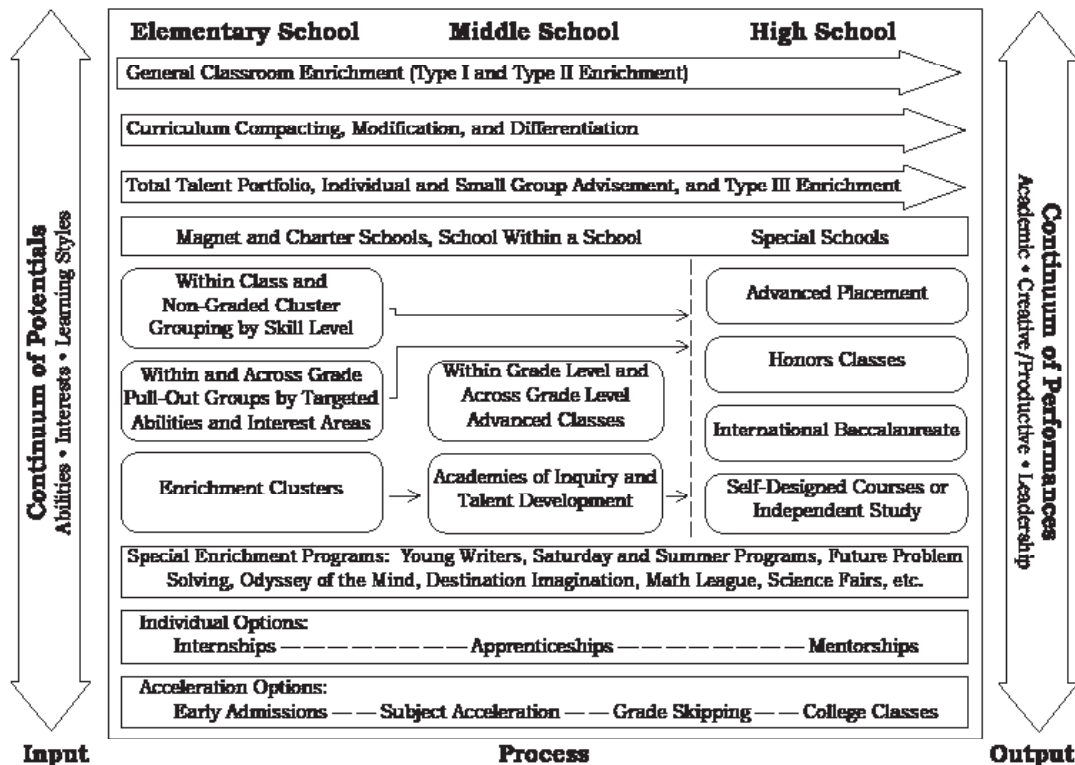 Elementary School
Middle School
High School
General Classroom Enrichment (Type I and Type II Enrichment)
Curriculum Compacting, Modification, and Differentiation
Total Talent Portfolio, Individual and Small Group Advisement, and Type III Enrichment
Magnet and Charter Schools, School Within a School
Special Schools
Within Class and
Non-Graded Cluster
Grouping by Skill Level
Within and Across Grade
Pull-Out Groups by Targeted
Abilities and Interest Areas
Enrichment Clusters
Within Grade Level and
Across Grade Level
Advanced Classes
Academies of Inquiry and
Talent Development
Advanced Placement
Honors Classes
International Baccalaureate
Self-Designed Courses or
Independent Study
Special Enrichment Programs: Young Writers, Saturday and Summer Programs, Future Problem
Solving, Odyssey of the Mind, Destination Imagination, Math League, Science Fairs, etc.
Individual Options:
Internships — — — — — — — Apprenticeships — — — — — — — Mentorships
Acceleration Options:
Early Admissions — — Subject Acceleration — — Grade Skipping — — College Classes
Continuum of Potentials
Abilities • Interests • Learning Styles
Continuum of Performances
Academic • Creative/Productive • Leadership
Input
Process
Output